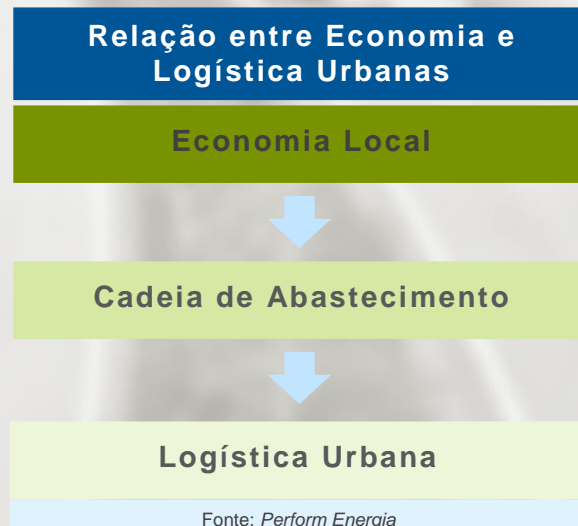 Relação entre Economia e
Logística Urbanas
Economia Local
Cadeia de Abastecimento
Logística Urbana
Fonte: Perform Energia